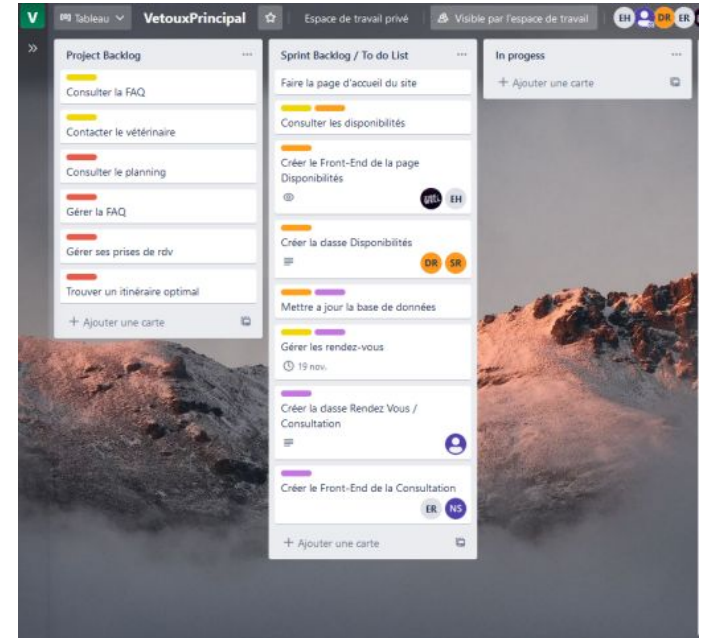 V Tableau VetouxPrincipal Espace de travail privé Visible par l'espace de travail EH DR ER
Project Backlog
Consulter la FAQ
Contacter le vétérinaire
Consulter le planning
Gérer la FAQ
Gérer ses prises de rdv
Trouver un itinéraire optimal
+ Ajouter une carte
Sprint Backlog / To do List
Faire la page d'accueil du site
Consulter les disponibilités
Créer le Front-End de la page
Disponibilités
EH
Créer la classe Disponibilités
DR SR
Mettre a jour la base de données
Gérer les rendez-vous
19 nov.
Créer la classe Rendez Vous /
Consultation
Créer le Front-End de la Consultation
ER NS
+ Ajouter une carte
In progess
+ Ajouter une carte